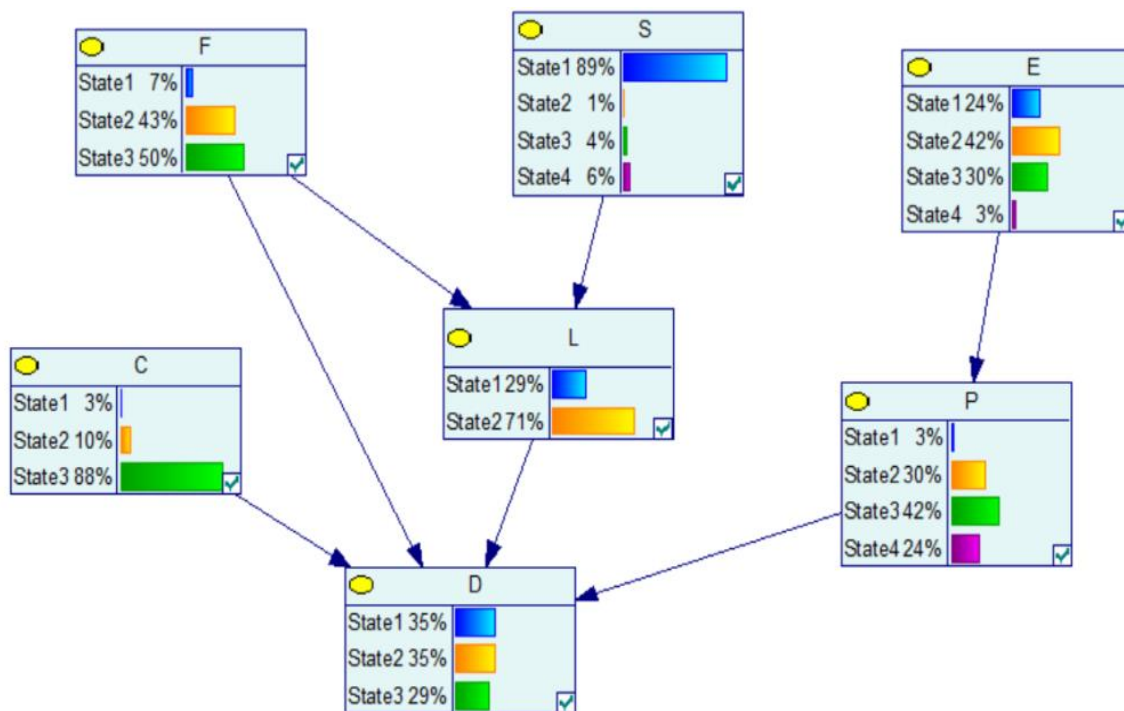 F
State1 7%
State2 43%
State3 50%
S
State1 89%
State2 1%
State3 4%
State4 6%
E
State1 24%
State2 42%
State3 30%
State4 3%
L
State1 29%
State2 71%
C
State1 3%
State2 10%
State3 88%
P
State1 3%
State2 30%
State3 42%
State4 24%
D
State1 35%
State2 35%
State3 29%